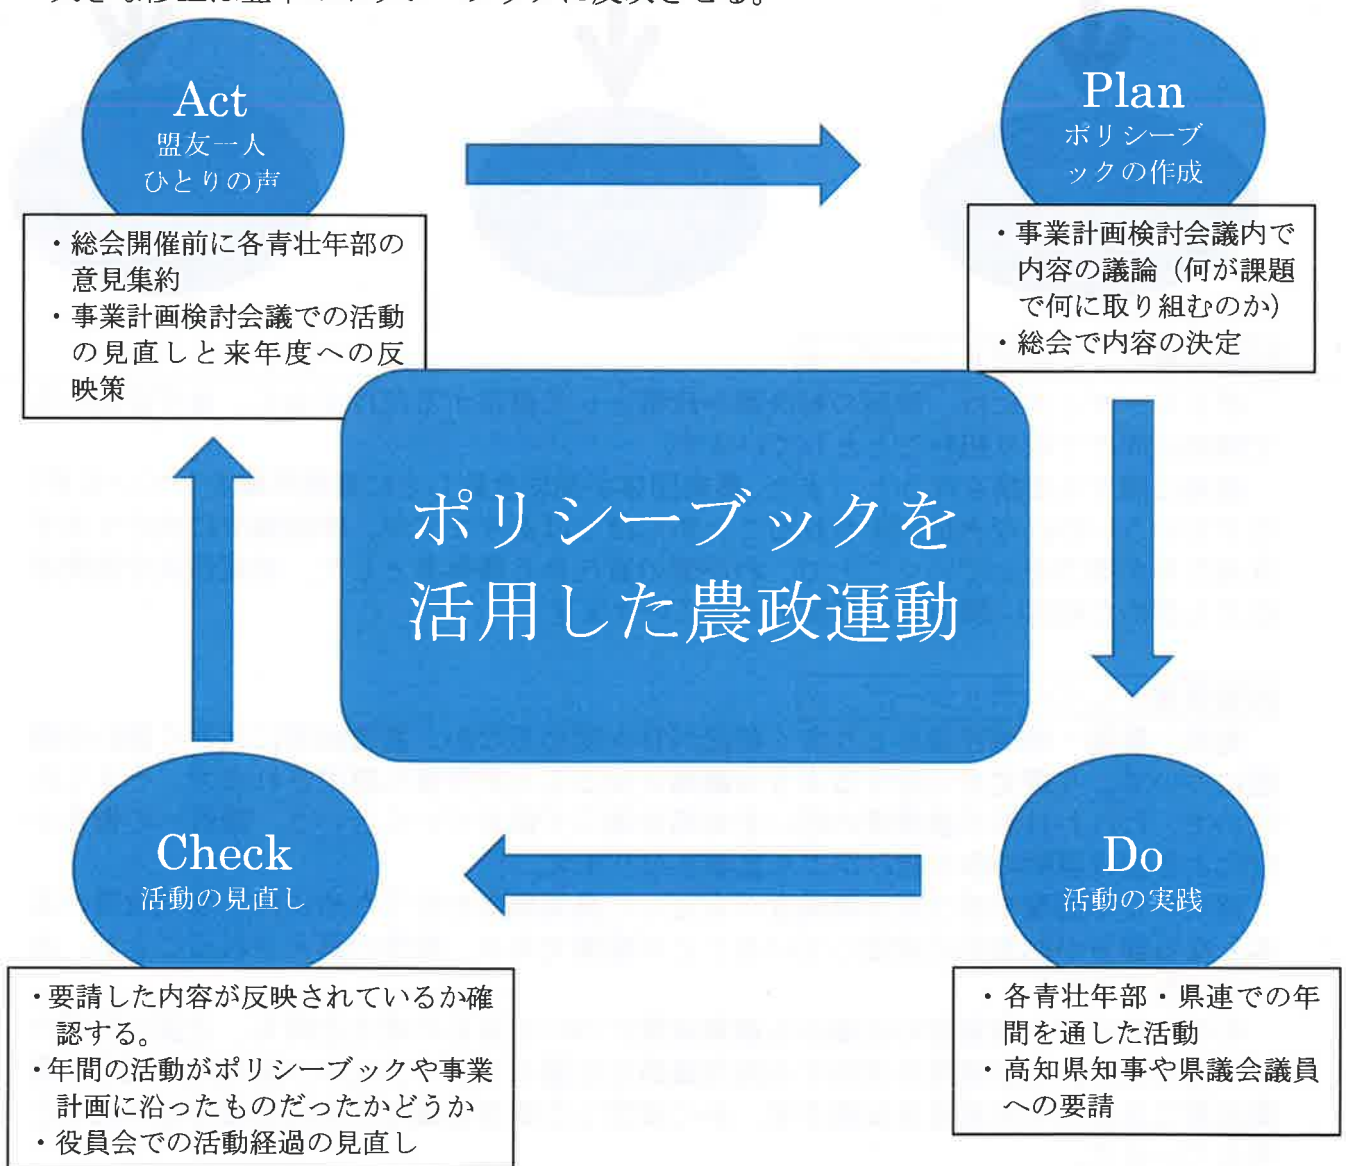 Act
盟友一人
ひとりの声
・総会開催前に各青壮年部の
意見集約
・事業計画検討会議での活動
の見直しと来年度への反
映策
Plan
ポリシーブ
ックの作成
・事業計画検討会議内で
内容の議論（何が課題
で何に取り組むのか）
・総会で内容の決定
ポリシーブックを
活用した農政運動
Check
活動の見直し
・要請した内容が反映されているか確
認する。
・年間の活動がポリシーブックや事業
計画に沿ったものだったかどうか
・役員会での活動経過の見直し
Do
活動の実践
・各青壮年部・県連での年
間を通した活動
・高知県知事や県議会議員
への要請